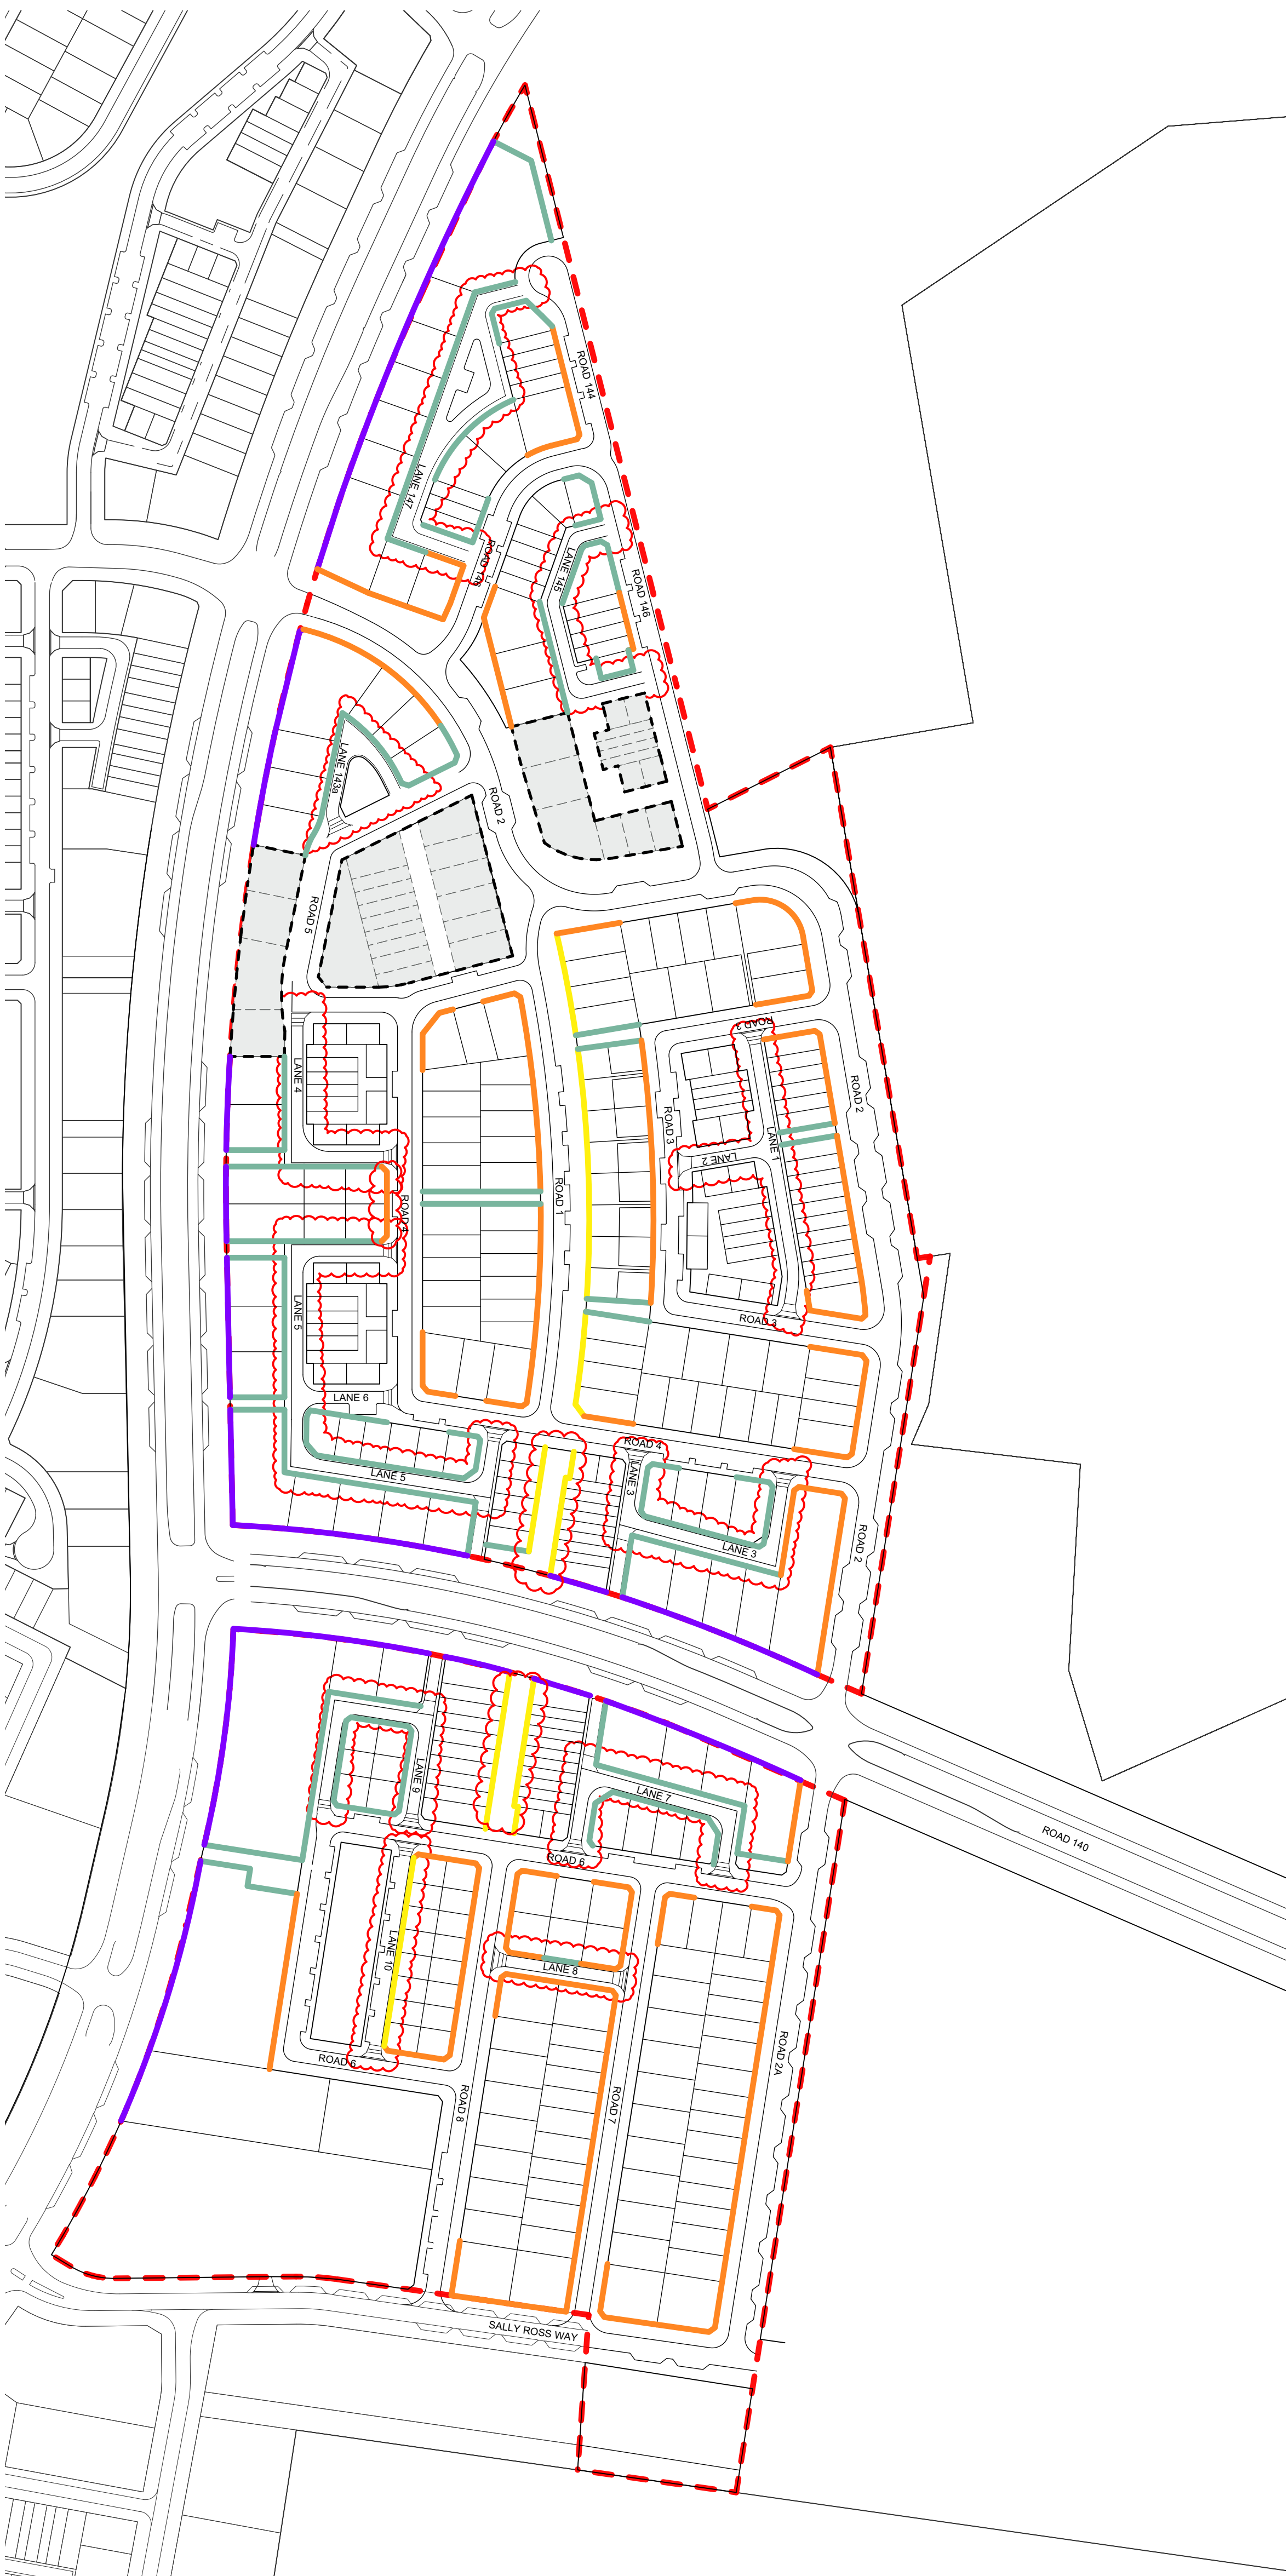 ROAD 144
LANE 147
ROAD 146
LANE 145
ROAD 146
LANE 143a
ROAD 2
ROAD 5
ROAD 3
LANE 4
ROAD 2
ROAD 3
LANE 1
LANE 2
ROAD 4
ROAD 1
LANE 5
ROAD 3
LANE 6
ROAD 4
LANE 5
LANE 3
ROAD 2
LANE 3
LANE 9
LANE 7
ROAD 140
ROAD 6
LANE 10
LANE 8
ROAD 2A
ROAD 6
ROAD 8
ROAD 7
SALLY ROSS WAY